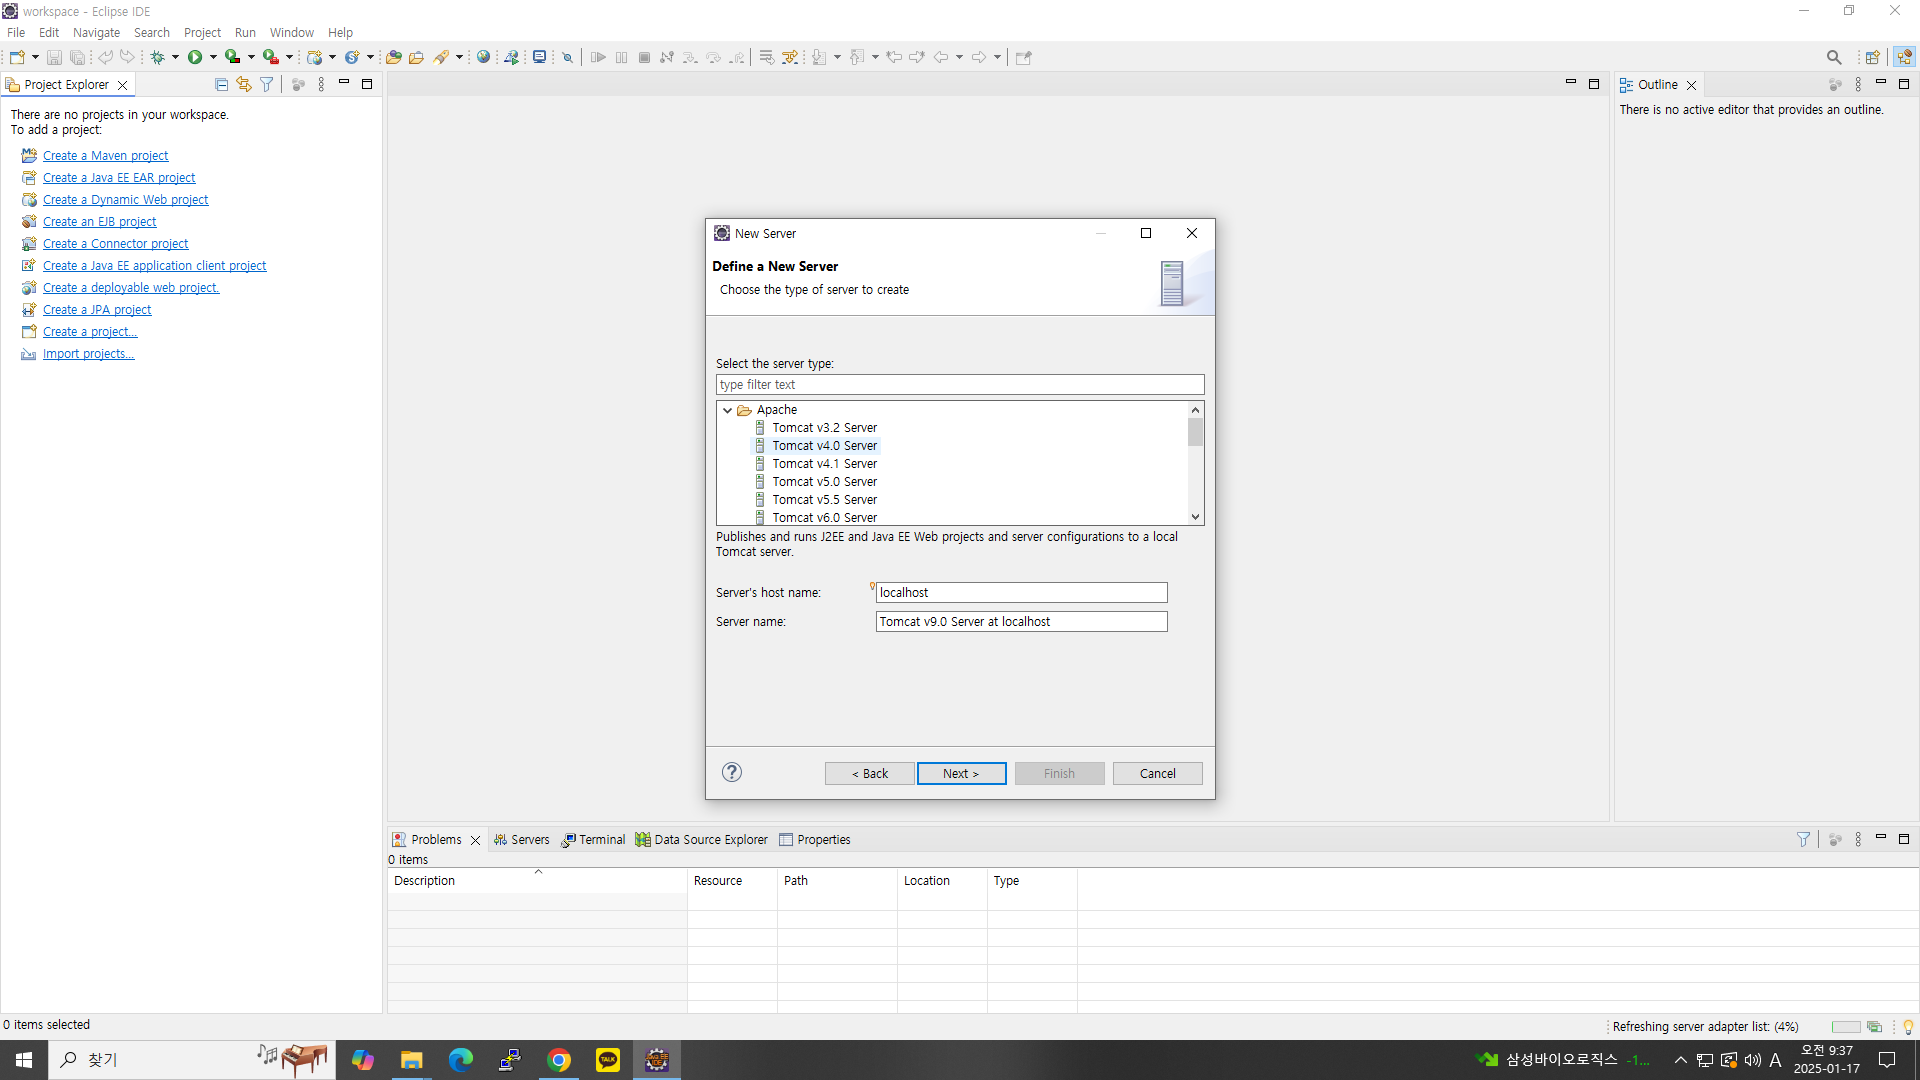 workspace - Eclipse IDE
File Edit Navigate Search Project Run Window Help
Project Explorer
There are no projects in your workspace.
To add a project:
Create a Maven project
Create a Java EE EAR project
Create a Dynamic Web project
Create an EJB project
Create a Connector project
Create a Java EE application client project
Create a deployable web project.
Create a JPA project
Create a project...
Import projects...
Outline
There is no active editor that provides an outline.
New Server
Define a New Server
Choose the type of server to create
Select the server type:
type filter text
Apache
Tomcat v3.2 Server
Tomcat v4.0 Server
Tomcat v4.1 Server
Tomcat v5.0 Server
Tomcat v5.5 Server
Tomcat v6.0 Server
Publishes and runs J2EE and Java EE Web projects and server configurations to a local
Tomcat server.
Server's host name: localhost
Server name: Tomcat v9.0 Server at localhost
? < Back Next > Finish Cancel
Problems Servers Terminal Data Source Explorer Properties
0 items
Description Resource Path Location Type
0 items selected
Refreshing server adapter list: (4%)
찾기
TALK
Java EE
IDE
삼성바이오로직스 -1...
A
오전 9:37
2025-01-17